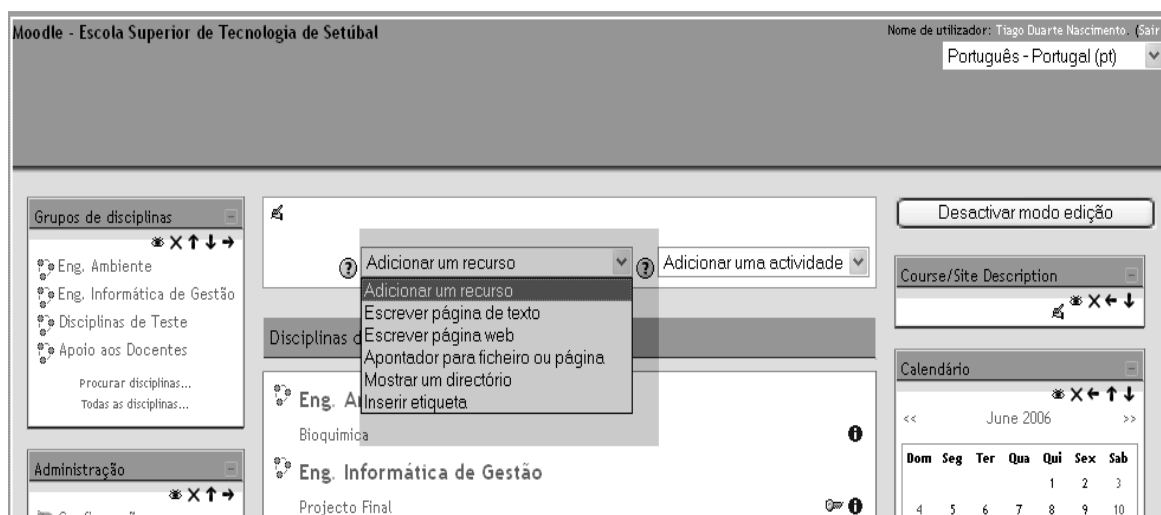 Moodle - Escola Superior de Tecnologia de Setúbal
Nome de utilizador: Tiago Duarte Nascimento. (Sair
Português - Portugal (pt)
Grupos de disciplinas
Eng. Ambiente
Eng. Informática de Gestão
Disciplinas de Teste
Apoio aos Docentes
Procurar disciplinas...
Todas as disciplinas...
Administração
Adicionar um recurso
Adicionar uma actividade
Adicionar um recurso
Escrever página de texto
Escrever página web
Apontador para ficheiro ou página
Mostrar um directório
Inserir etiqueta
Disciplinas
Eng.
Bioquimica
Eng. Informática de Gestão
Projecto Final
Desactivar modo edição
Course/Site Description
Calendário
<< June 2006 >>
Dom Seg Ter Qua Qui Sex Sab
1 2 3
4 5 6 7 8 9 10